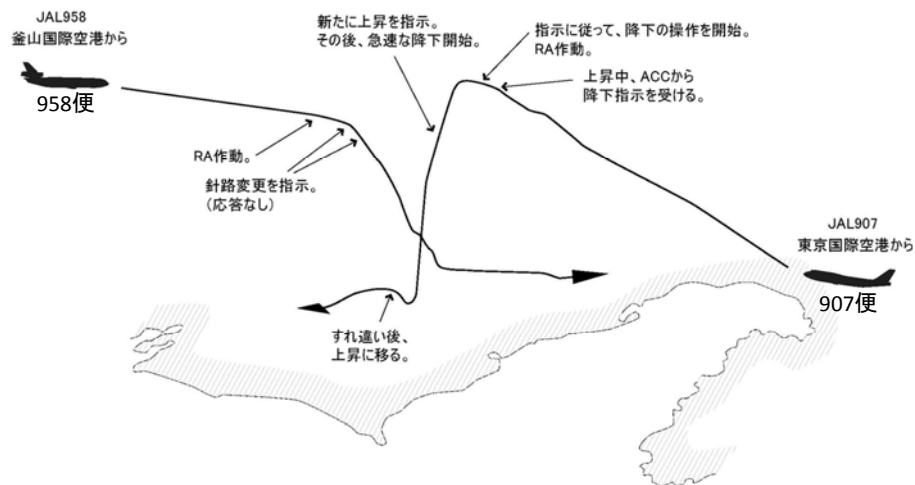 JAL958
釜山国際空港から
958便
新たに上昇を指示。
その後、急速な降下開始。
指示に従って、降下の操作を開始。
RA作動。
上昇中、ACCから
降下指示を受ける。
RA作動。
針路変更を指示。
(応答なし)
JAL907
東京国際空港から
907便
すれ違い後、
上昇に移る。